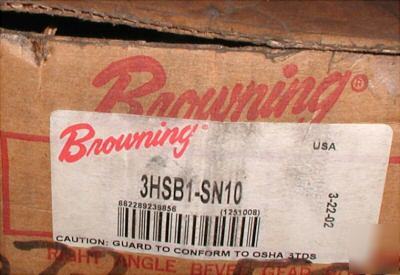 Browning®
Browning®
USA
3HSB1-SN10
3-22-02
662289239856 (1251008)
CAUTION: GUARD TO CONFORM TO OSHA STDS
RIGHT ANGLE BEVEL GEAR